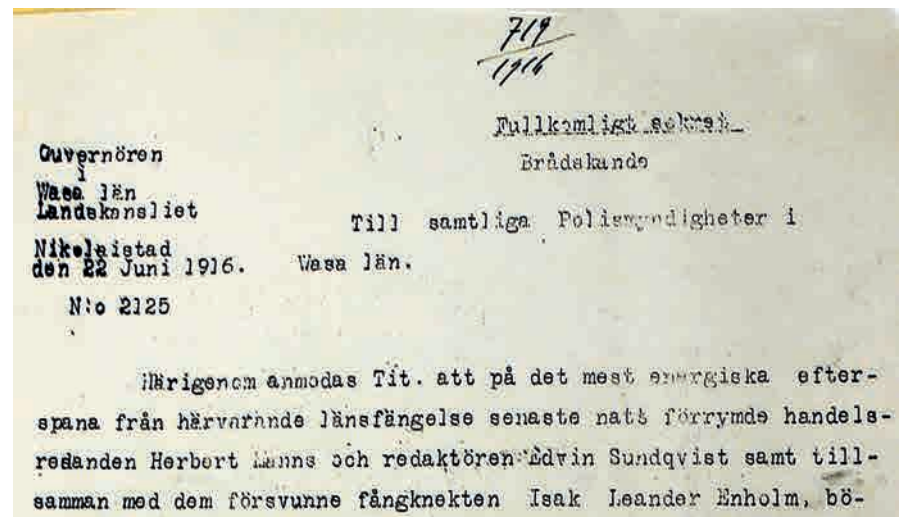 719
1916
Fullkomligt sekret
Brådskande
Guvernören
i
Wasa län
Landskansliet
Nikolaistad
den 22 Juni 1916.
N:o 2125
Till samtliga Polismyndigheter i
Wasa län.
Härigenom anmodas Tit. att på det mest energiska efter-
spana från härvarande länsfängelse senaste natt förrymde handels-
resanden Herbert och redaktören Edvin Sundqvist samt till-
samman med dem försvunne fångknekten Isak Leander Enholm, bö-